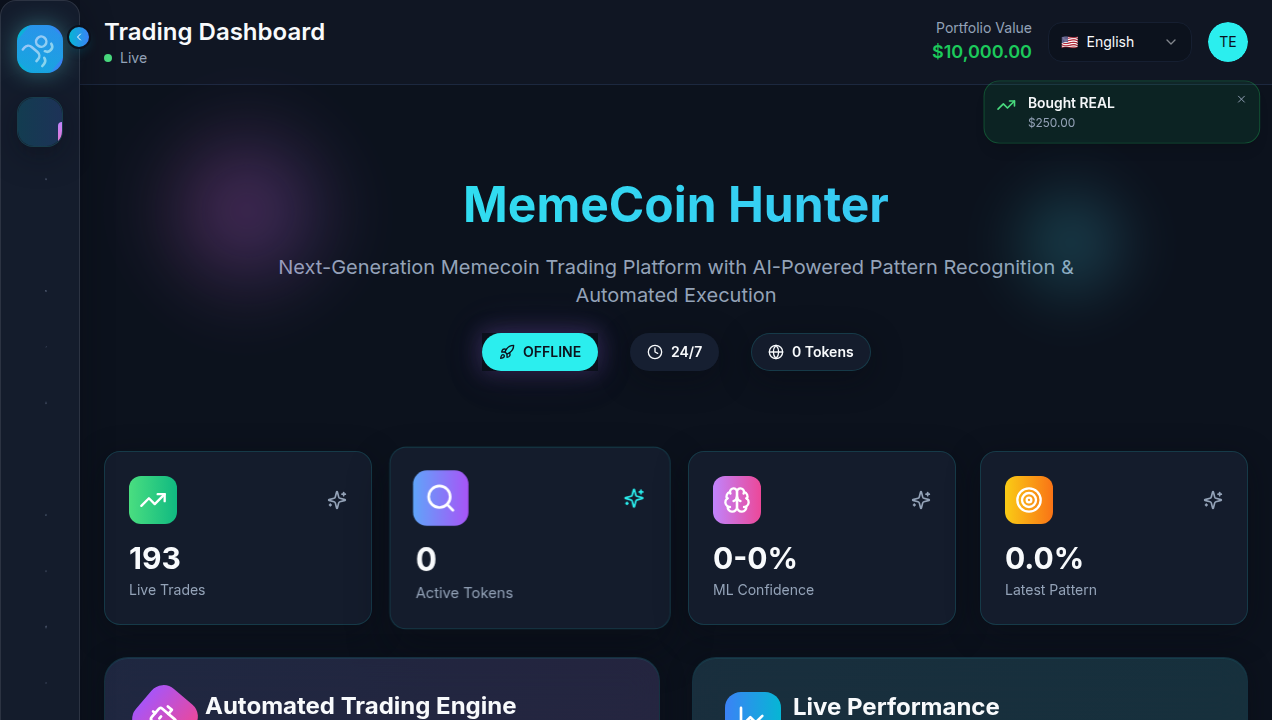 Trading Dashboard
Live
Portfolio Value
$10,000.00
🇺🇸 English
TE
Bought REAL
$250.00
MemeCoin Hunter
Next-Generation Memecoin Trading Platform with AI-Powered Pattern Recognition &
Automated Execution
OFFLINE
24/7
0 Tokens
193
Live Trades
0
Active Tokens
0-0%
ML Confidence
0.0%
Latest Pattern
Automated Trading Engine
Live Performance